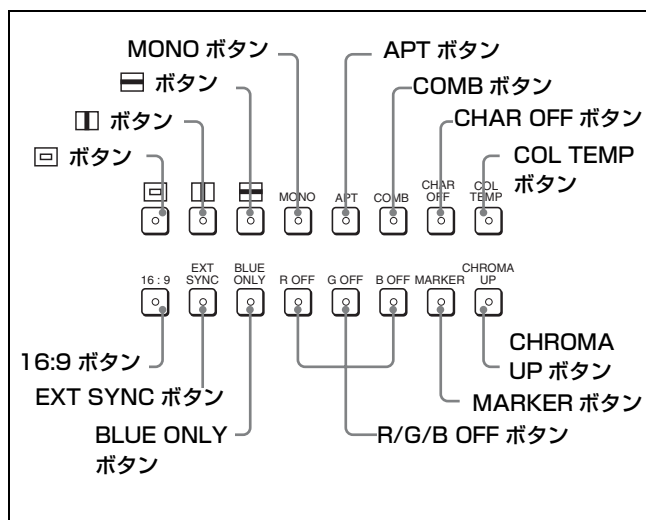 MONO ボタン
APT ボタン
ボタン
COMB ボタン
ボタン
CHAR OFF ボタン
ボタン
COL TEMP
ボタン
MONO
APT
COMB
CHAR
OFF
COL
TEMP
16 : 9
EXT
SYNC
BLUE
ONLY
R OFF
G OFF
B OFF
MARKER
CHROMA
UP
16:9 ボタン
CHROMA
UP ボタン
EXT SYNC ボタン
MARKER ボタン
BLUE ONLY
ボタン
R/G/B OFF ボタン